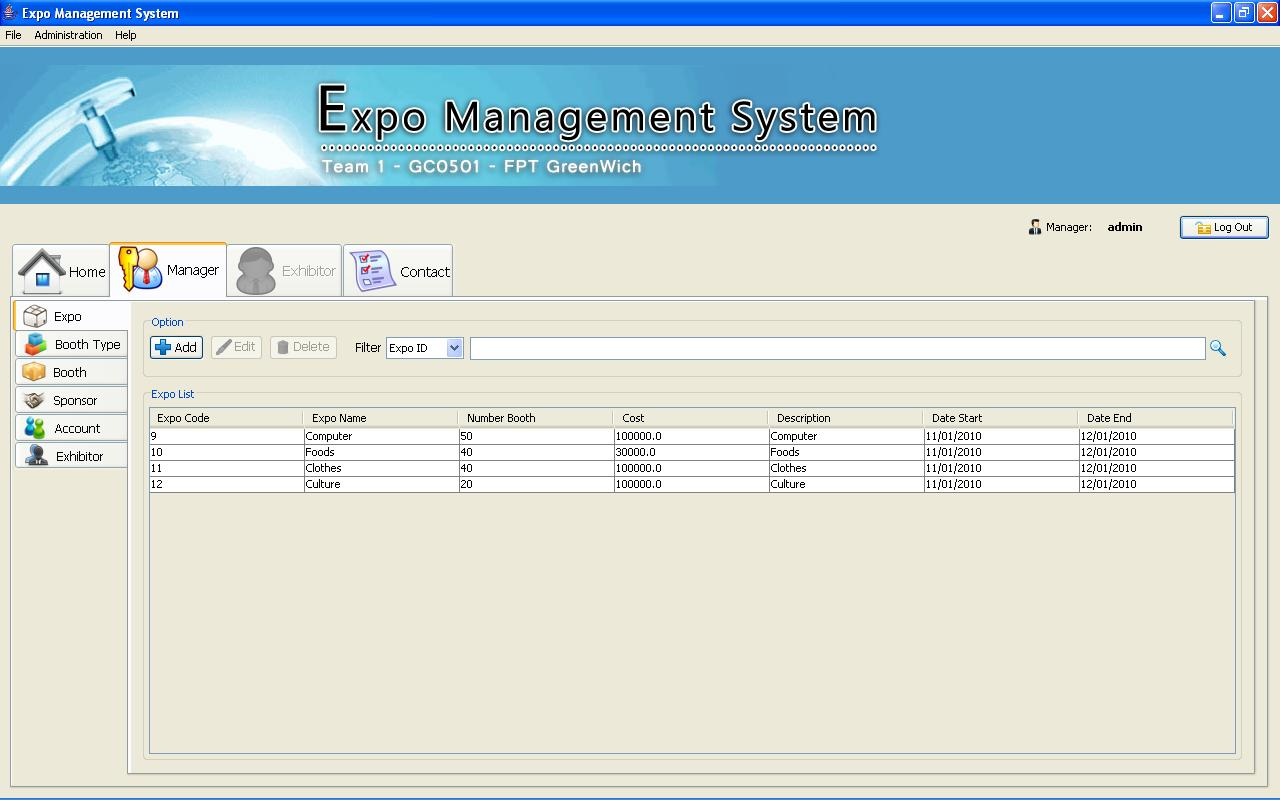 Expo Management System
File Administration Help
Expo Management System
Team 1 - GC0501 - FPT GreenWich
Manager: admin Log Out
Home Manager Exhibitor Contact
Expo
Booth Type
Booth
Sponsor
Account
Exhibitor
Option
Add Edit Delete Filter Expo ID
Expo List
Expo Code Expo Name Number Booth Cost Description Date Start Date End
9 Computer 50 100000.0 Computer 11/01/2010 12/01/2010
10 Foods 40 30000.0 Foods 11/01/2010 12/01/2010
11 Clothes 40 100000.0 Clothes 11/01/2010 12/01/2010
12 Culture 20 100000.0 Culture 11/01/2010 12/01/2010